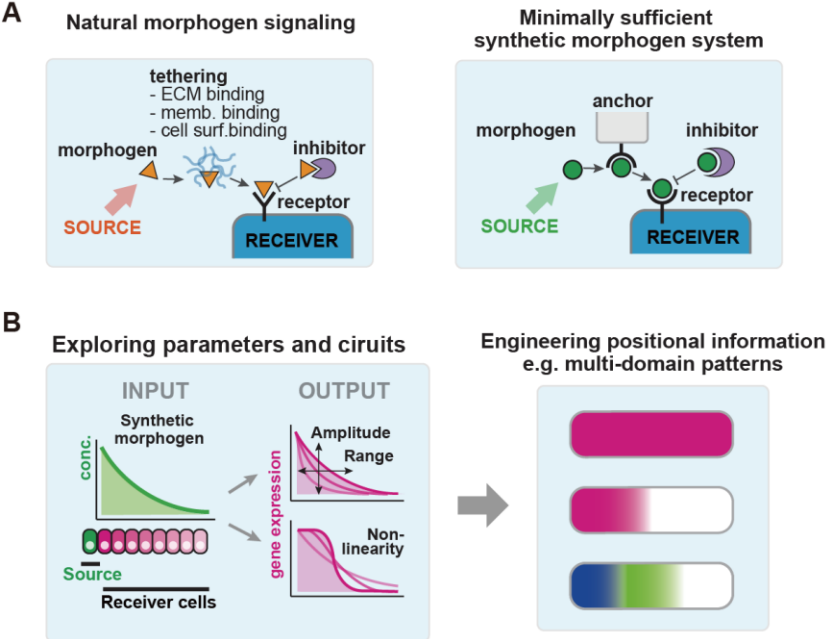 A
Natural morphogen signaling
tethering
- ECM binding
- memb. binding
- cell surf.binding
morphogen
inhibitor
receptor
SOURCE
RECEIVER
Minimally sufficient
synthetic morphogen system
anchor
morphogen
inhibitor
receptor
SOURCE
RECEIVER
B
Exploring parameters and ciruits
INPUT
Synthetic
morphogen
conc.
Source
Receiver cells
OUTPUT
Amplitude
Range
gene expression
Non-
linearity
Engineering positional information
e.g. multi-domain patterns